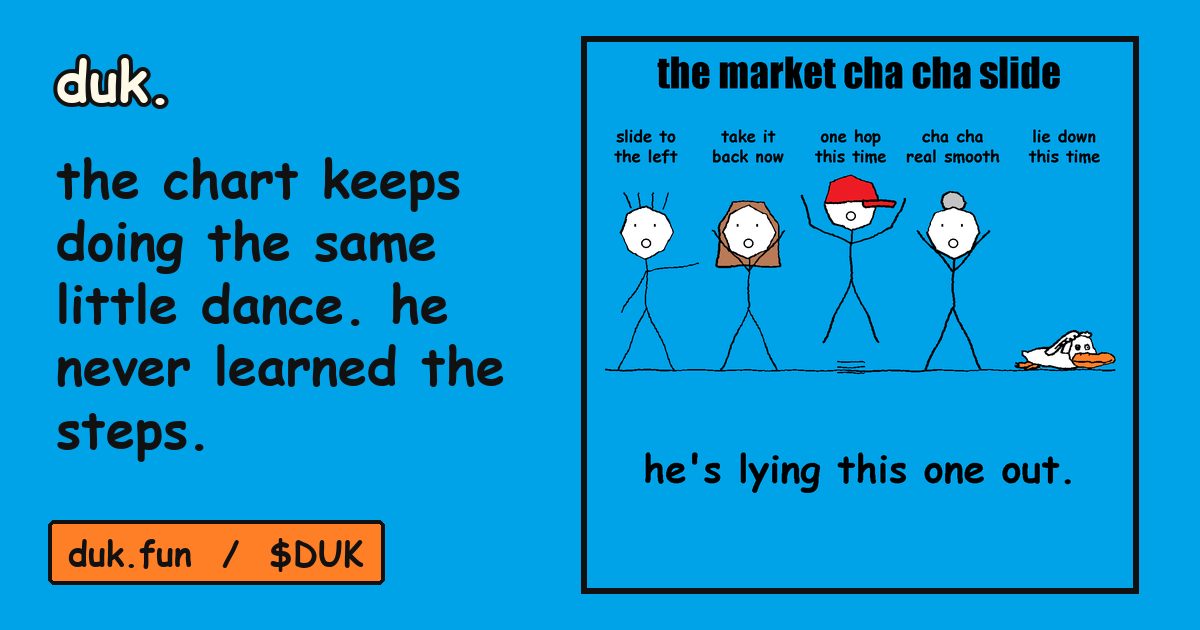 duk.
the chart keeps
doing the same
little dance. he
never learned the
steps.
duk.fun / $DUK
the market cha cha slide
slide to
the left
take it
back now
one hop
this time
cha cha
real smooth
lie down
this time
he's lying this one out.